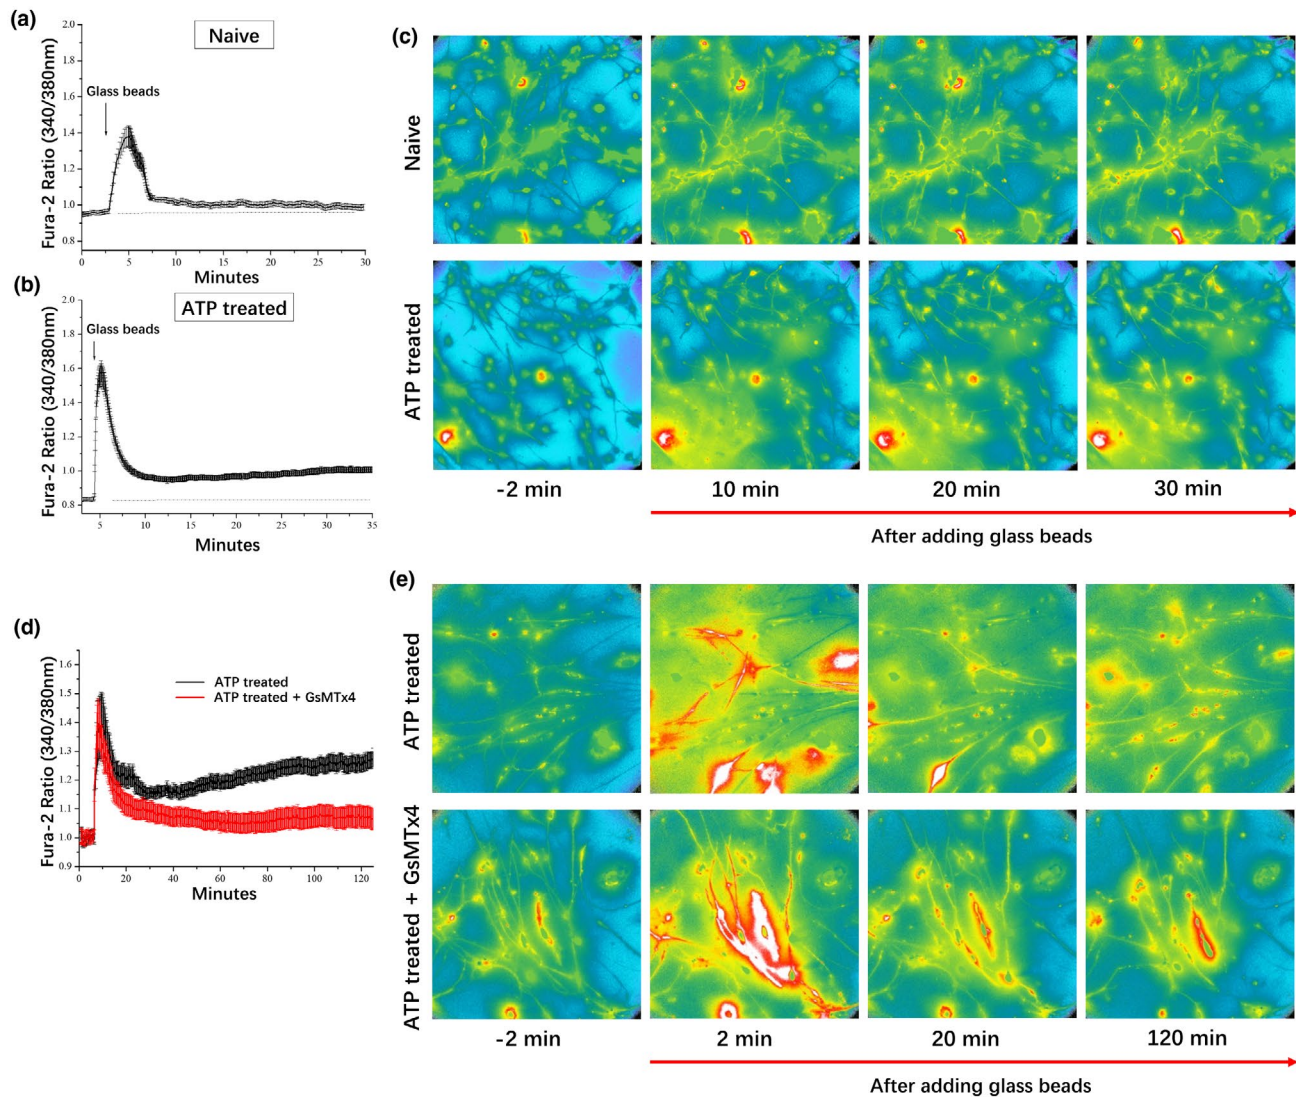 (a)
2.0
1.8
1.6
1.4
1.2
1.0
0.8
Fura-2 Ratio (340/380nm)
Naive
Glass beads
0 5 10 15 20 25 30
Minutes
(b)
2.0
1.8
1.6
1.4
1.2
1.0
0.8
Fura-2 Ratio (340/380nm)
ATP treated
Glass beads
5 10 15 20 25 30 35
Minutes
(c)
Naive
ATP treated
-2 min 10 min 20 min 30 min
After adding glass beads
(d)
1.6
1.5
1.4
1.3
1.2
1.1
1.0
0.9
Fura-2 Ratio (340/380nm)
ATP treated
ATP treated + GsMTx4
0 20 40 60 80 100 120
Minutes
(e)
ATP treated
ATP treated + GsMTx4
-2 min 2 min 20 min 120 min
After adding glass beads